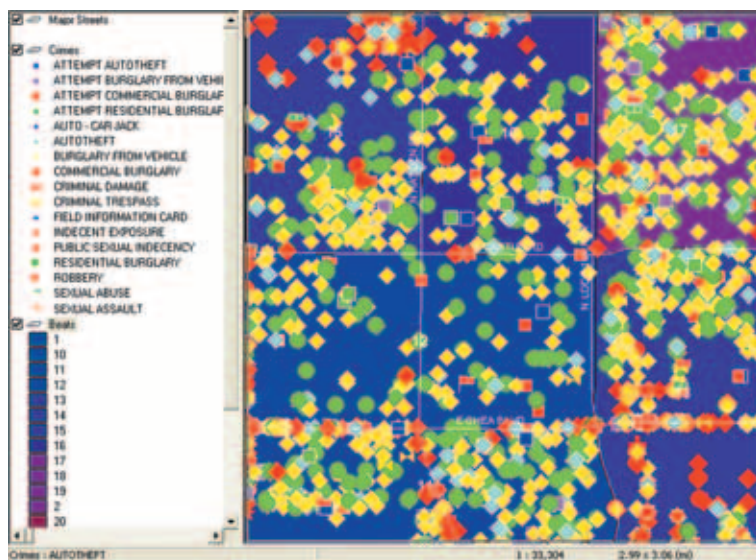 Major Streets
Crimes
ATTEMPT AUTOTHEFT
ATTEMPT BURGLARY FROM VEHI
ATTEMPT COMMERCIAL BURGLAF
ATTEMPT RESIDENTIAL BURGLAF
AUTO - CAR JACK
AUTOTHEFT
BURGLARY FROM VEHICLE
COMMERCIAL BURGLARY
CRIMINAL DAMAGE
CRIMINAL TRESPASS
FIELD INFORMATION CARD
INDECENT EXPOSURE
PUBLIC SEXUAL INDECENCY
RESIDENTIAL BURGLARY
ROBBERY
SEXUAL ABUSE
SEXUAL ASSAULT
Beats
1
10
11
12
13
14
15
16
17
18
19
2
20
17
12
E SHEA
Crimes : AUTOTHEFT
1 : 33,304
2.99 x 3.06 (mi)